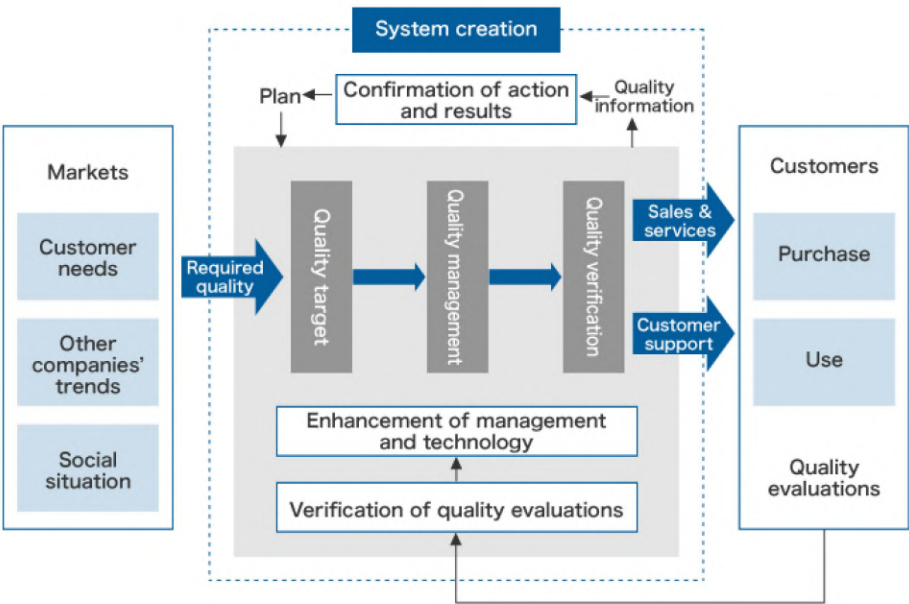 System creation
Plan
Confirmation of action
and results
Quality
information
Markets
Customer
needs
Other
companies’
trends
Social
situation
Required
quality
Quality target
Quality management
Quality verification
Sales &
services
Customer
support
Enhancement of management
and technology
Verification of quality evaluations
Customers
Purchase
Use
Quality
evaluations